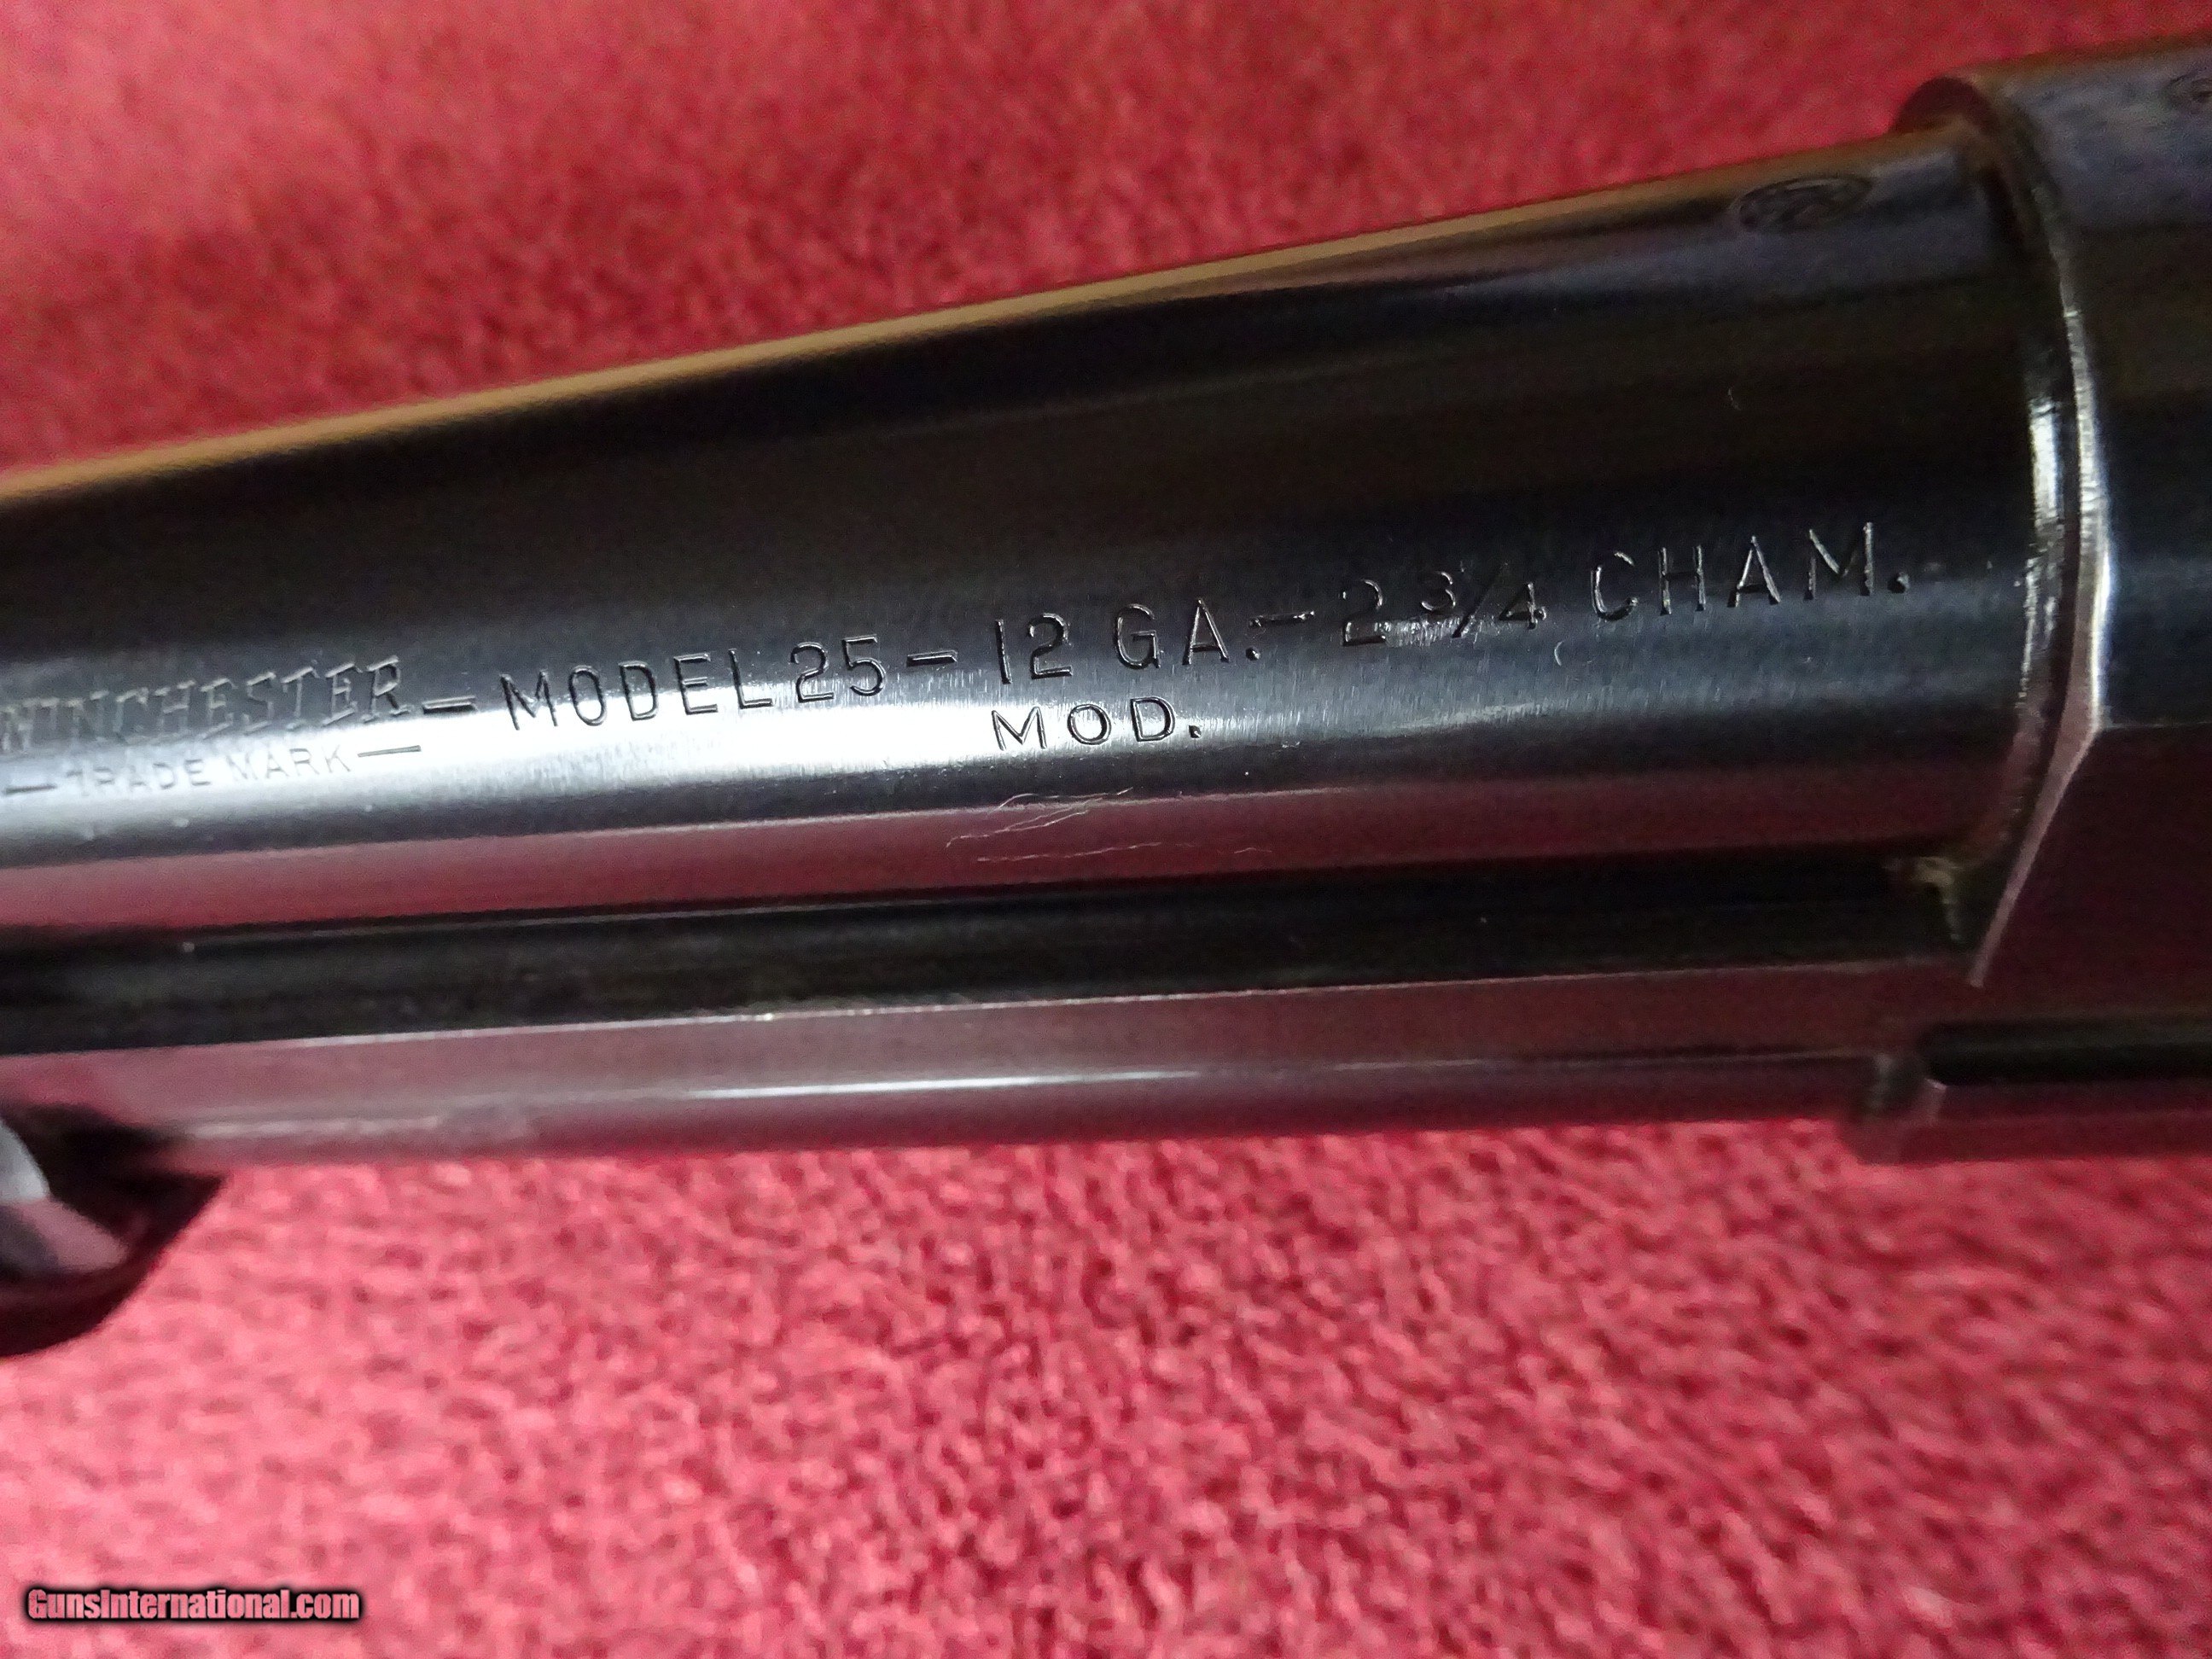 WINCHESTER – MODEL 25 – 12 GA. – 2 3/4 CHAM.
– TRADE MARK –
MOD.
GunsInternational.com